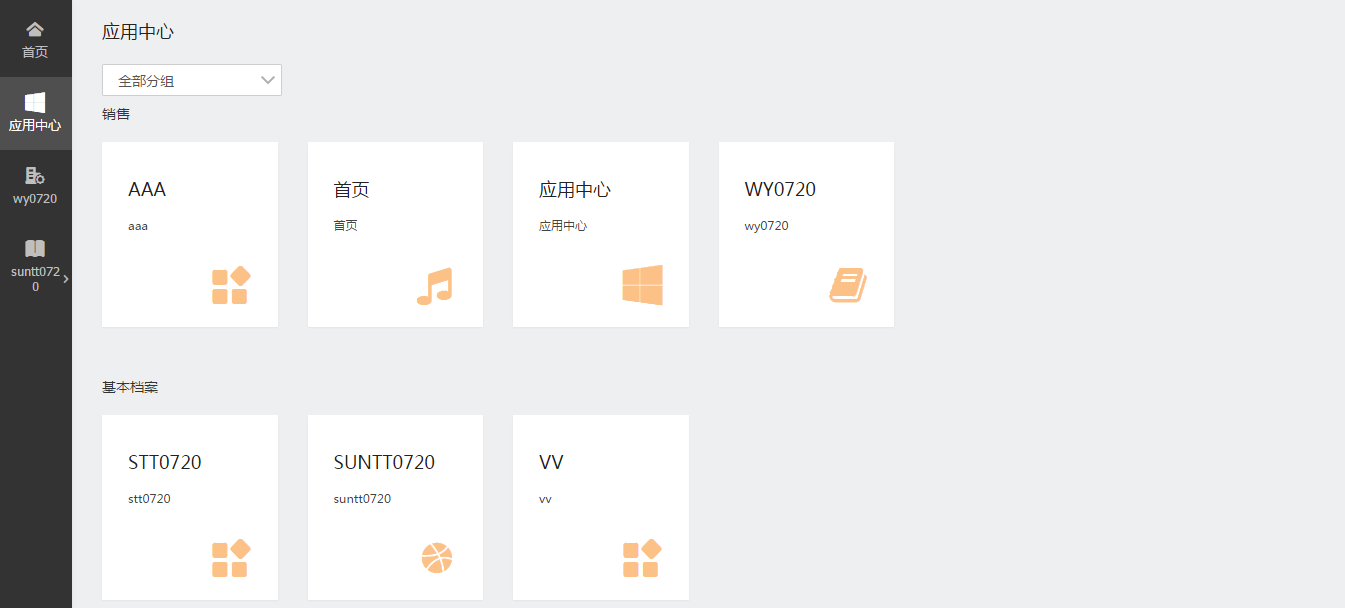 首页
应用中心
wy0720
suntt072
0
应用中心
全部分组
销售
AAA
aaa
首页
首页
应用中心
应用中心
WY0720
wy0720
基本档案
STT0720
stt0720
SUNTT0720
suntt0720
VV
vv